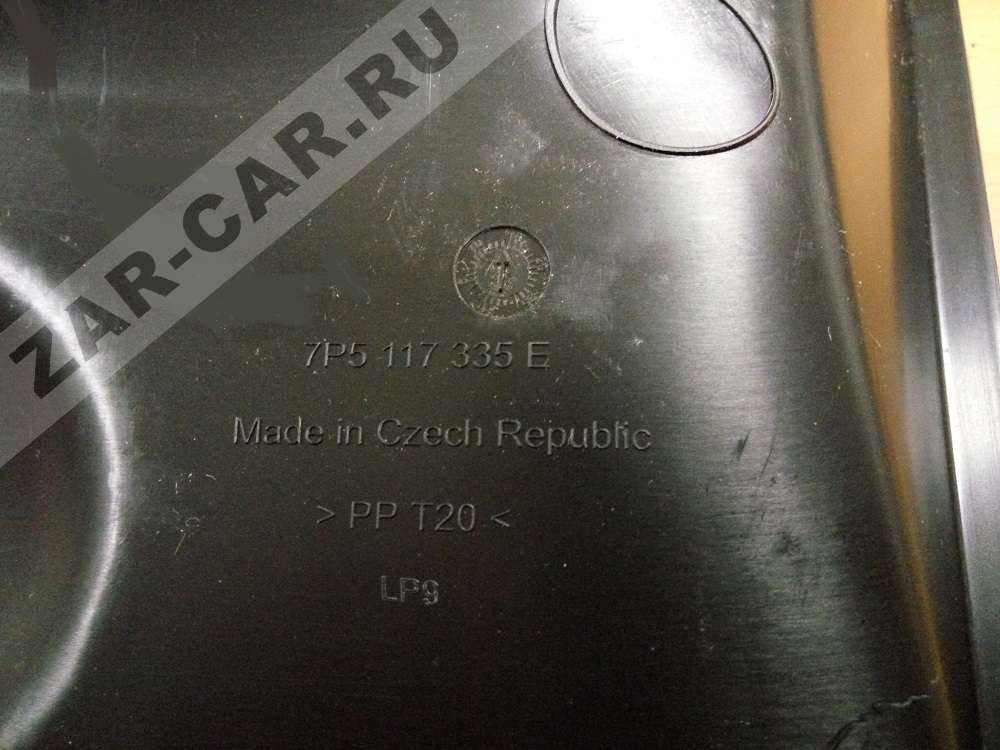 ZAR-CAR.RU
7P5 117 335 E
Made in Czech Republic
> PP T20 <
LP9